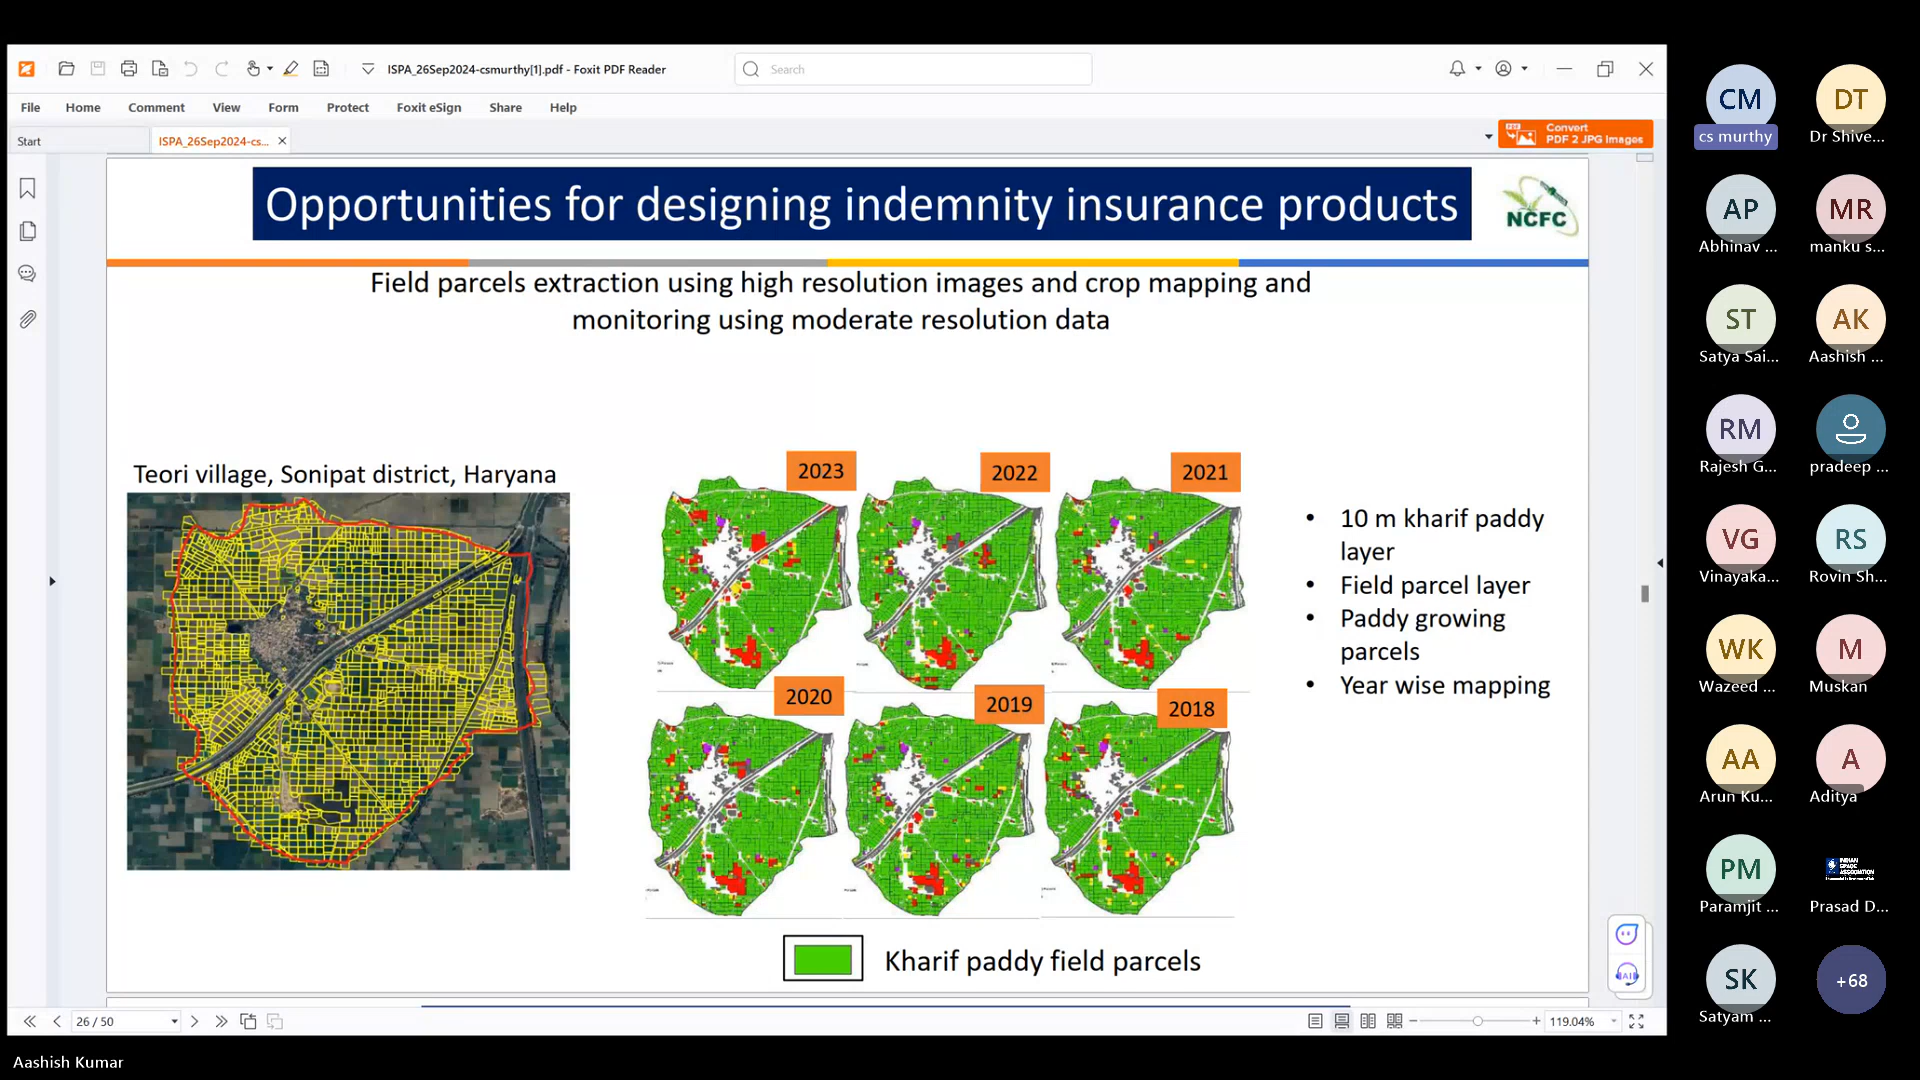 ISPA_26Sep2024-csmurthy[1].pdf - Foxit PDF Reader
Search
File Home Comment View Form Protect Foxit eSign Share Help
Start
ISPA_26Sep2024-cs...
Convert
PDF 2 JPG Images
Opportunities for designing indemnity insurance products
NCFC
Field parcels extraction using high resolution images and crop mapping and
monitoring using moderate resolution data
Teori village, Sonipat district, Haryana
2023
2022
2021
2020
2019
2018
• 10 m kharif paddy
layer
• Field parcel layer
• Paddy growing
parcels
• Year wise mapping
Kharif paddy field parcels
26 / 50
119.04%
CM
cs murthy
DT
Dr Shive...
AP
Abhinav ...
MR
manku s...
ST
Satya Sai...
AK
Aashish ...
RM
Rajesh G...
pradeep ...
VG
Vinayaka...
RS
Rovin Sh...
WK
Wazeed ...
M
Muskan
AA
Arun Ku...
A
Aditya
PM
Paramjit ...
INDIAN
SPACE
ASSOCIATION
Prasad D...
SK
Satyam ...
+68
Aashish Kumar